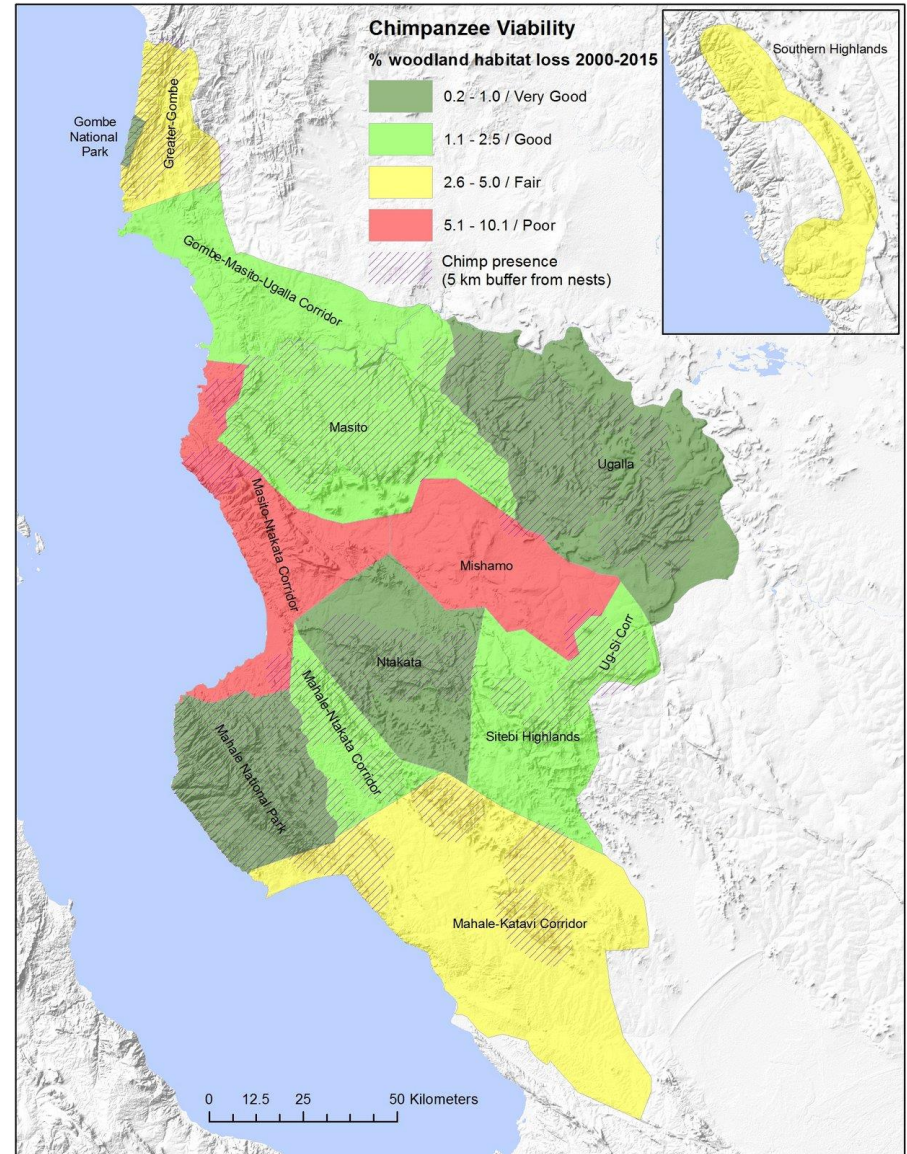 Chimpanzee Viability
% woodland habitat loss 2000-2015
0.2 - 1.0 / Very Good
1.1 - 2.5 / Good
2.6 - 5.0 / Fair
5.1 - 10.1 / Poor
Chimp presence
(5 km buffer from nests)
Southern Highlands
Gombe
National
Park
Greater-Gombe
Gombe-Masito-Ugalla Corridor
Masito
Ugalla
Masito-Ntakata Corridor
Mishamo
Ntakata
Ug-Si Corr
Mahale-Ntakata Corridor
Sitebi Highlands
Mahale National Park
Mahale-Katavi Corridor
0 12.5 25 50 Kilometers